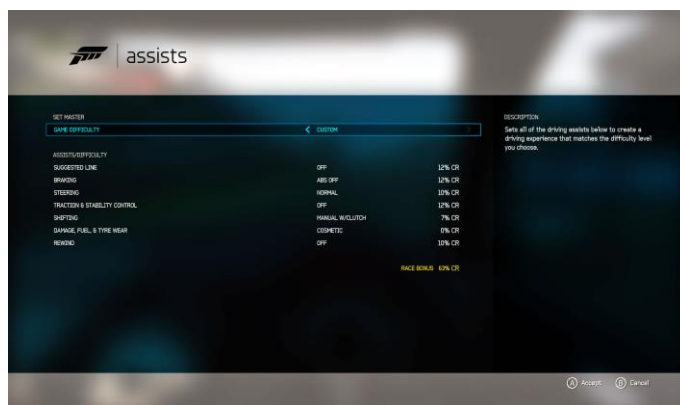 assists
SET MASTER
GAME DIFFICULTY CUSTOM
ASSISTS/DIFFICULTY
SUGGESTED LINE OFF 12% CR
BRAKING ABS OFF 12% CR
STEERING NORMAL 10% CR
TRACTION & STABILITY CONTROL OFF 12% CR
SHIFTING MANUAL W/CLUTCH 7% CR
DAMAGE, FUEL, & TYRE WEAR COSMETIC 0% CR
REWIND OFF 10% CR
RACE BONUS 63% CR
DESCRIPTION
Sets all of the driving assists below to create a
driving experience that matches the difficulty level
you choose.
A Accept B Cancel